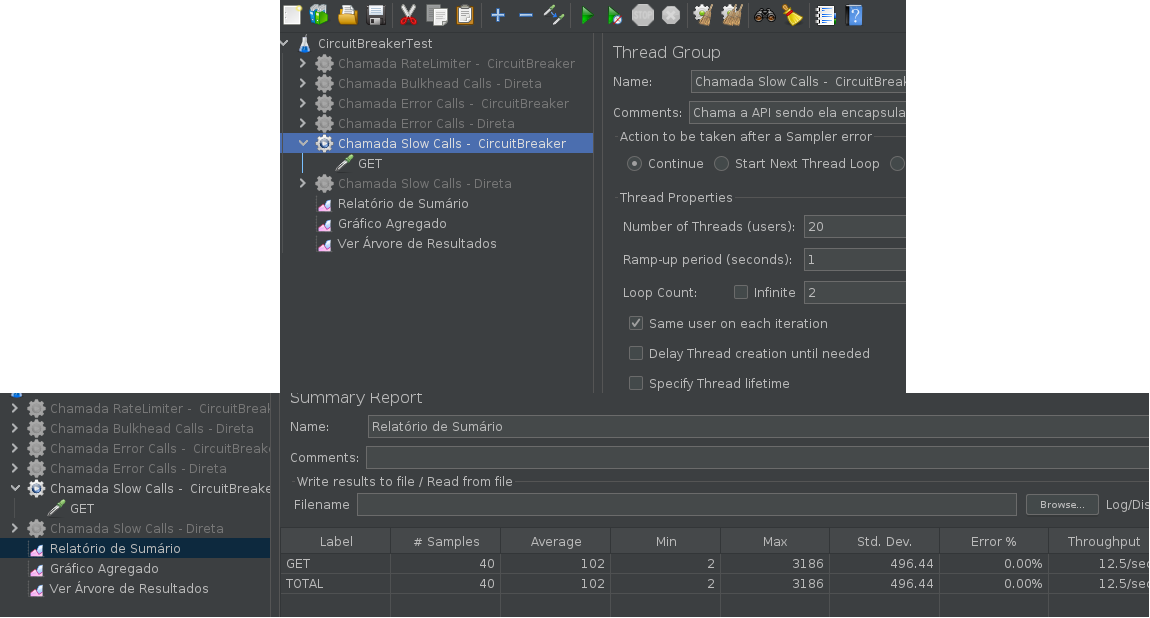 STOP
?
CircuitBreakerTest
Chamada RateLimiter - CircuitBreaker
Chamada Bulkhead Calls - Direta
Chamada Error Calls - CircuitBreaker
Chamada Error Calls - Direta
Chamada Slow Calls - CircuitBreaker
GET
Chamada Slow Calls - Direta
Relatório de Sumário
Gráfico Agregado
Ver Árvore de Resultados
Thread Group
Name: Chamada Slow Calls - CircuitBreak
Comments: Chama a API sendo ela encapsula
Action to be taken after a Sampler error
Continue Start Next Thread Loop
Thread Properties
Number of Threads (users): 20
Ramp-up period (seconds): 1
Loop Count: Infinite 2
Same user on each iteration
Delay Thread creation until needed
Specify Thread lifetime
Chamada RateLimiter - CircuitBreak
Chamada Bulkhead Calls - Direta
Chamada Error Calls - CircuitBreake
Chamada Error Calls - Direta
Chamada Slow Calls - CircuitBreake
GET
Chamada Slow Calls - Direta
Relatório de Sumário
Gráfico Agregado
Ver Árvore de Resultados
Summary Report
Name: Relatório de Sumário
Comments:
Write results to file / Read from file
Filename Browse... Log/Dis
Label # Samples Average Min Max Std. Dev. Error % Throughput
GET 40 102 2 3186 496.44 0.00% 12.5/sec
TOTAL 40 102 2 3186 496.44 0.00% 12.5/sec